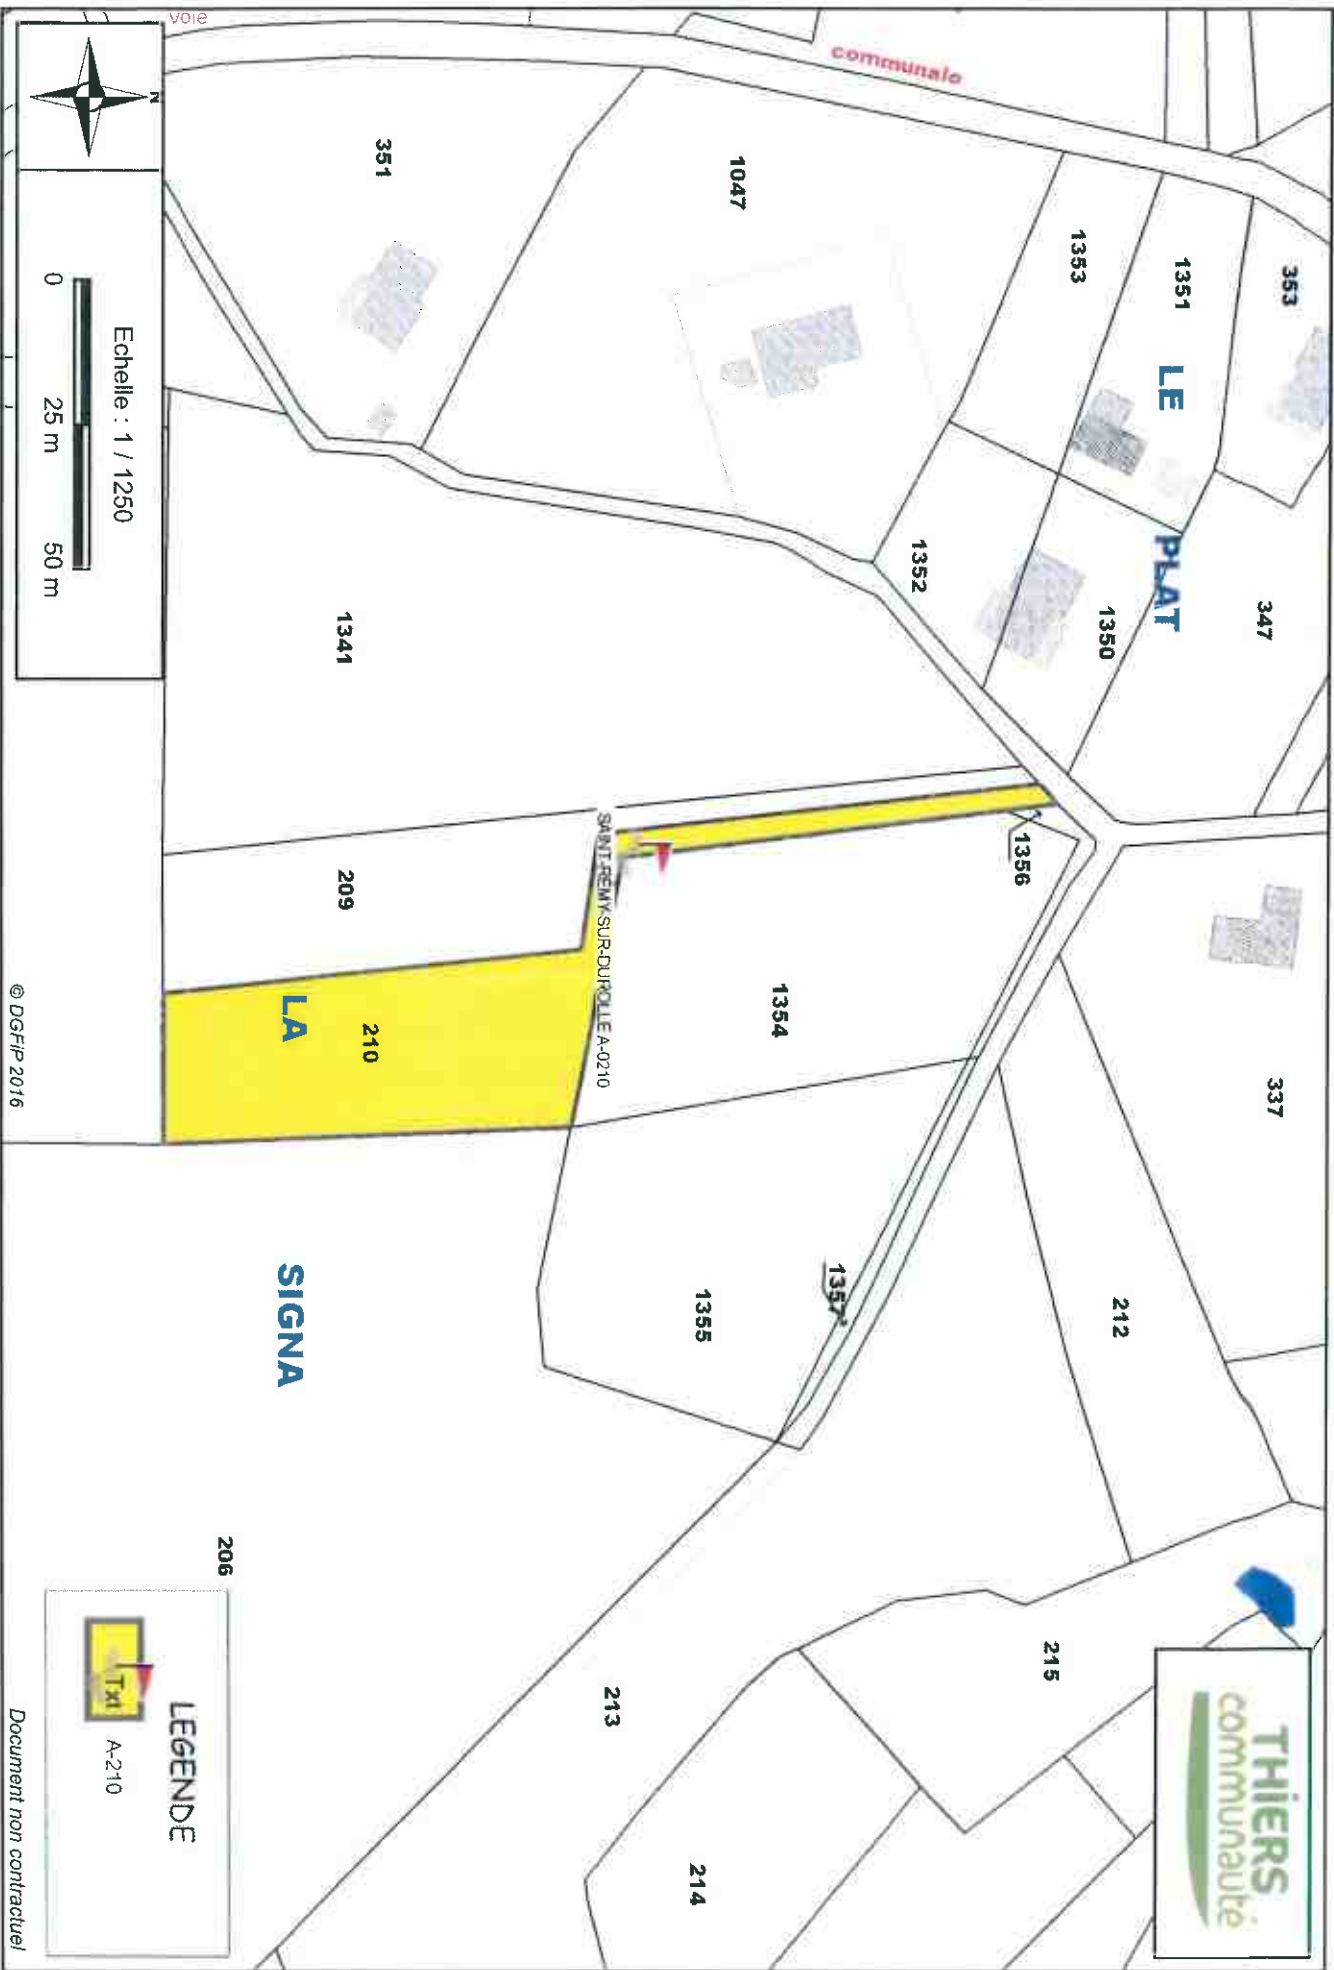 voie
communale
353
1351
LE
1353
1047
351
347
PLAT
1350
1352
1341
1356
337
1354
SAINT-REMY-SUR-DUROLLE A-0210
209
210
LA
212
1357
1355
SIGNA
206
215
213
214
THIERS
communauté
N
Echelle : 1 / 1250
0 25 m 50 m
LEGENDE
Txt A-210
© DGFiP 2016
Document non contractuel